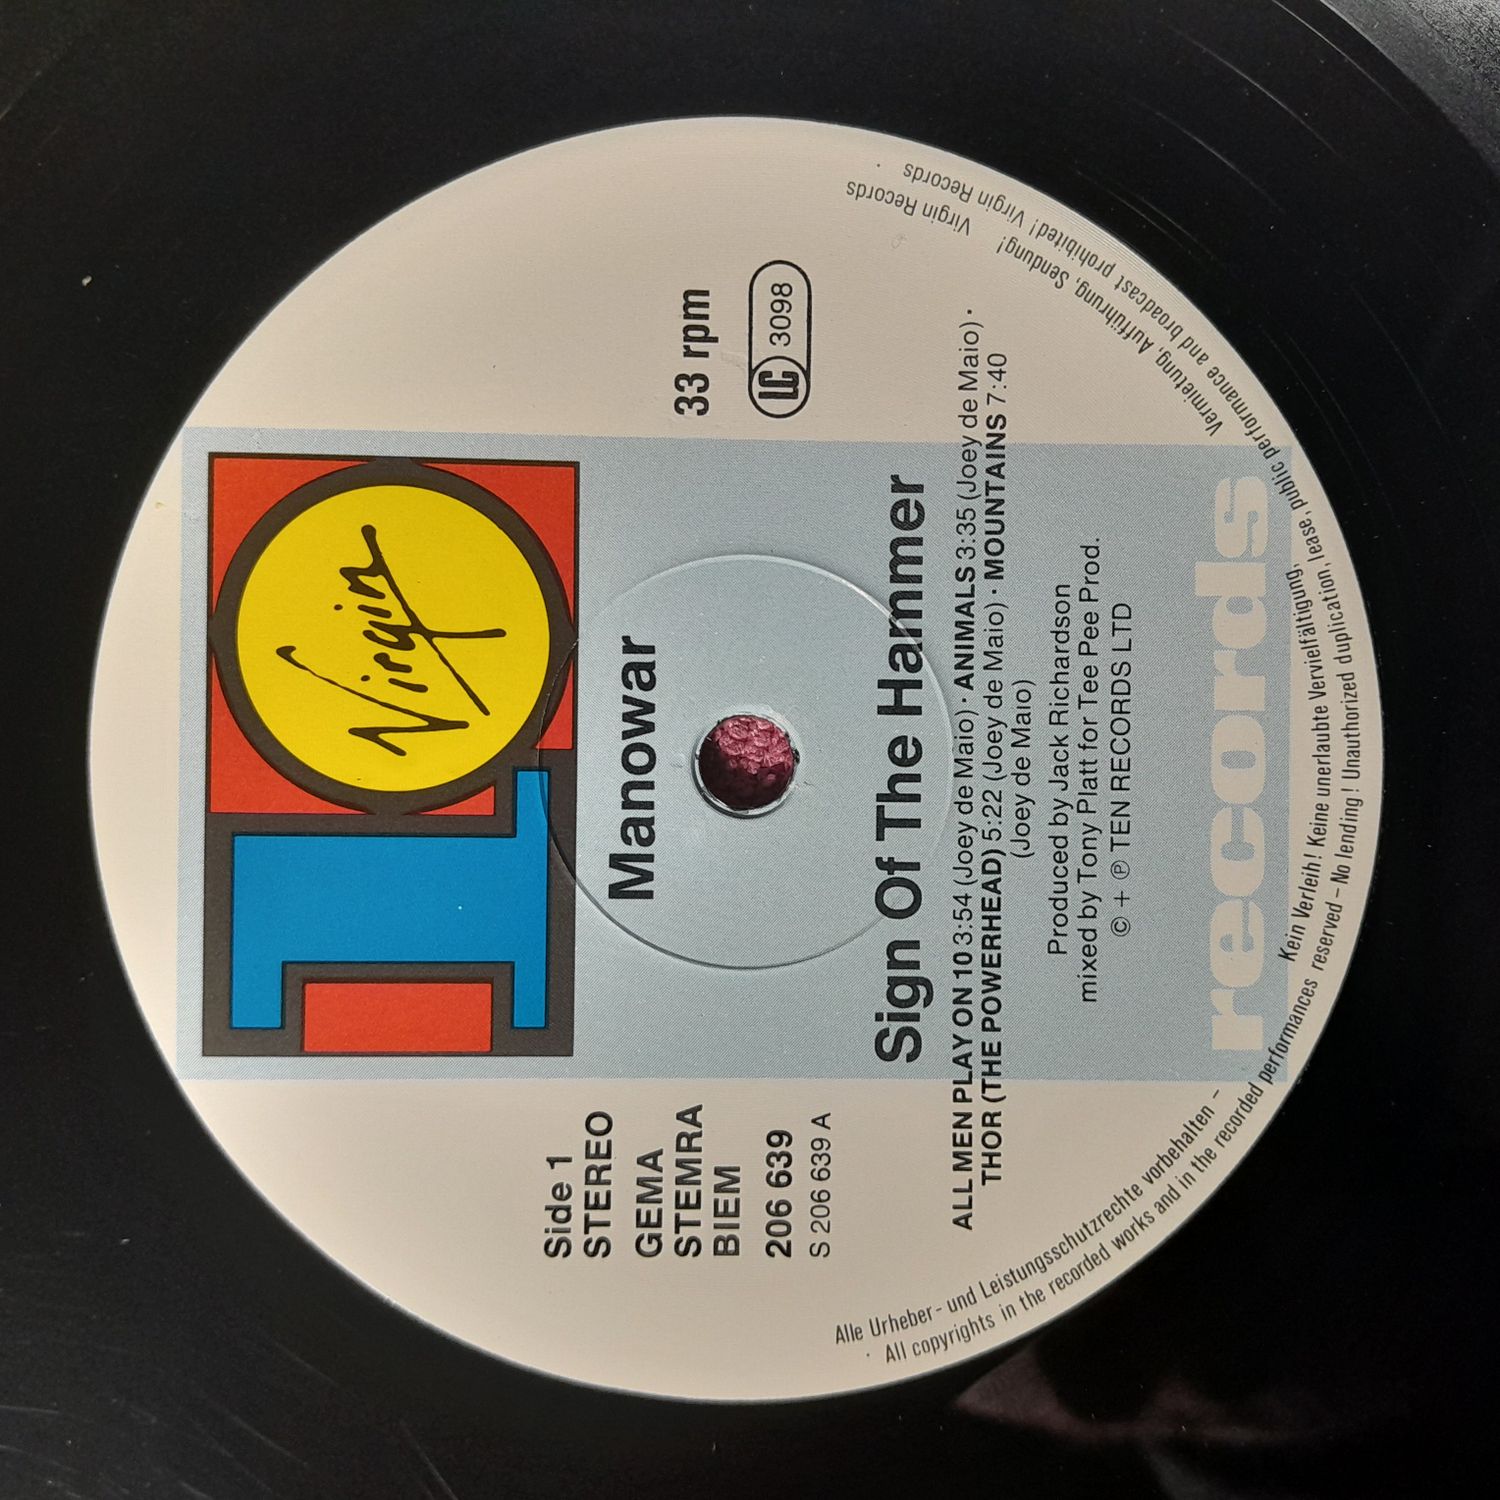 Virgin
Manowar
33 rpm
LC 3098
Side 1
STEREO
GEMA
STEMRA
BIEM
206 639
S 206 639 A
Sign Of The Hammer
ALL MEN PLAY ON 10 3:54 (Joey de Maio) · ANIMALS 3:35 (Joey de Maio) ·
THOR (THE POWERHEAD) 5:22 (Joey de Maio) · MOUNTAINS 7:40
(Joey de Maio)
Produced by Jack Richardson
mixed by Tony Platt for Tee Pee Prod.
© + ℗ TEN RECORDS LTD
records
Alle Urheber- und Leistungsschutzrechte vorbehalten – Kein Verleih! Keine unerlaubte Vervielfältigung, Vermietung, Aufführung, Sendung! Virgin Records
· All copyrights in the recorded works and in the recorded performances reserved – No lending! Unauthorized duplication, lease, public performance and broadcast prohibited! Virgin Records ·